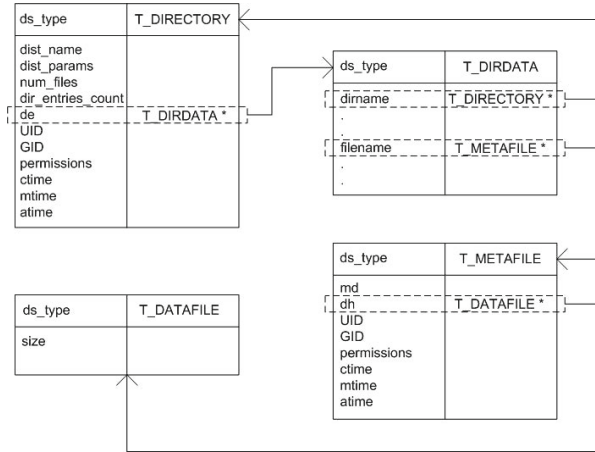 ds_type T_DIRECTORY
dist_name
dist_params
num_files
dir_entries_count
de T_DIRDATA *
UID
GID
permissions
ctime
mtime
atime
ds_type T_DIRDATA
dirname T_DIRECTORY *
.
.
filename T_METAFILE *
.
.
ds_type T_DATAFILE
size
ds_type T_METAFILE
md
dh T_DATAFILE *
UID
GID
permissions
ctime
mtime
atime